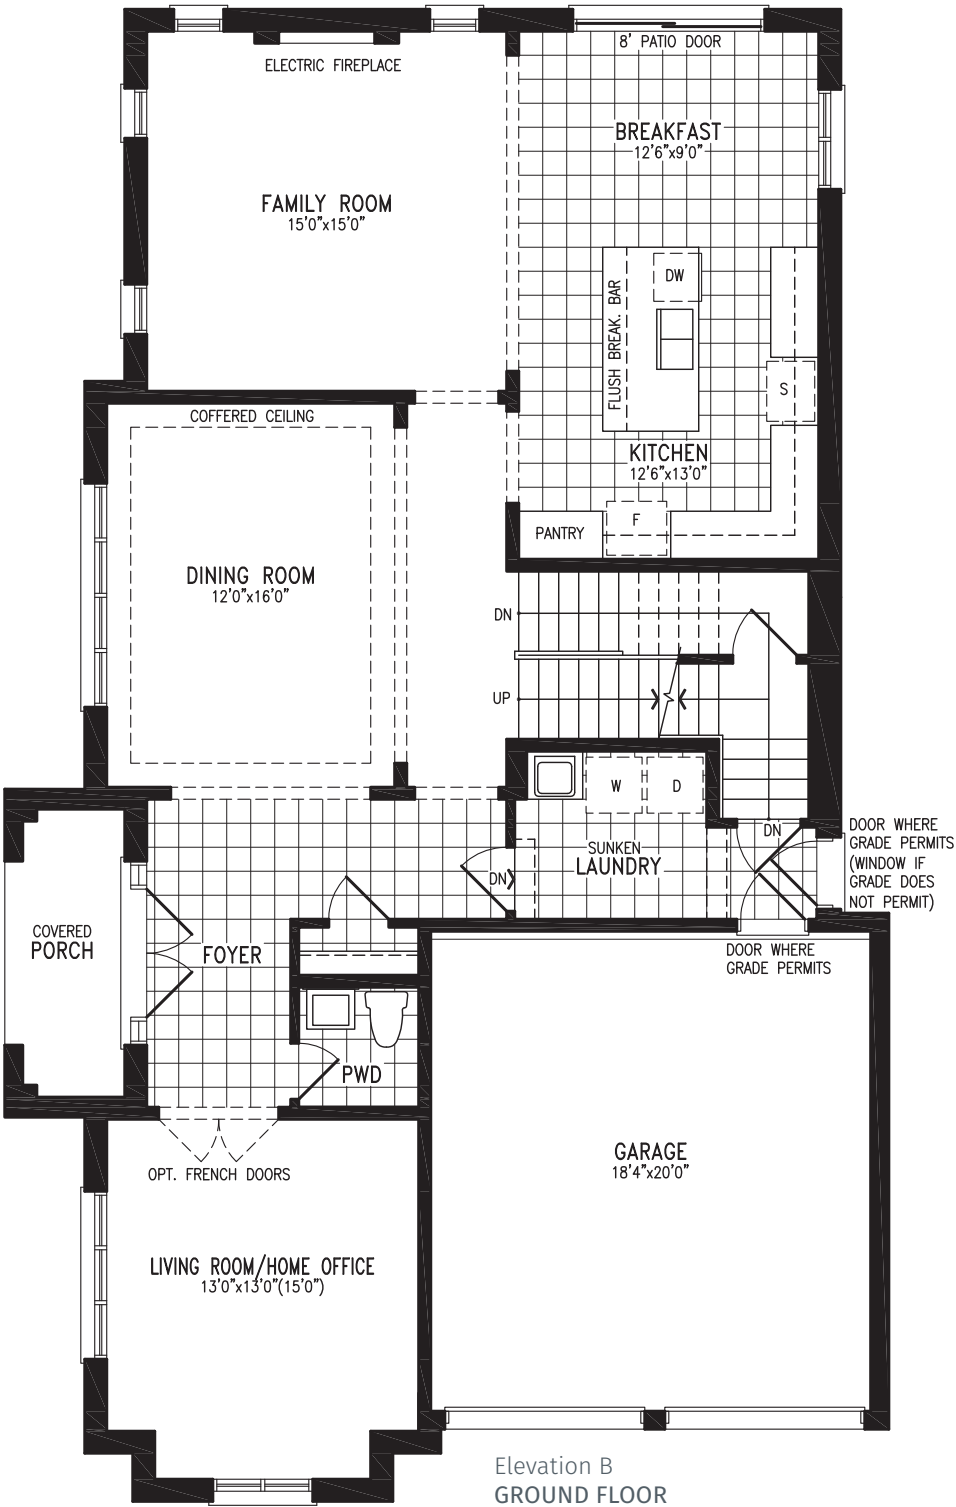 8' PATIO DOOR
ELECTRIC FIREPLACE
BREAKFAST
12'6"x9'0"
FAMILY ROOM
15'0"x15'0"
DW
FLUSH BREAK. BAR
S
COFFERED CEILING
KITCHEN
12'6"x13'0"
F
PANTRY
DINING ROOM
12'0"x16'0"
DN
UP
W
D
DN
SUNKEN
LAUNDRY
DN
DOOR WHERE
GRADE PERMITS
(WINDOW IF
GRADE DOES
NOT PERMIT)
COVERED
PORCH
FOYER
DOOR WHERE
GRADE PERMITS
PWD
GARAGE
18'4"x20'0"
OPT. FRENCH DOORS
LIVING ROOM/HOME OFFICE
13'0"x13'0"(15'0")
Elevation B
GROUND FLOOR